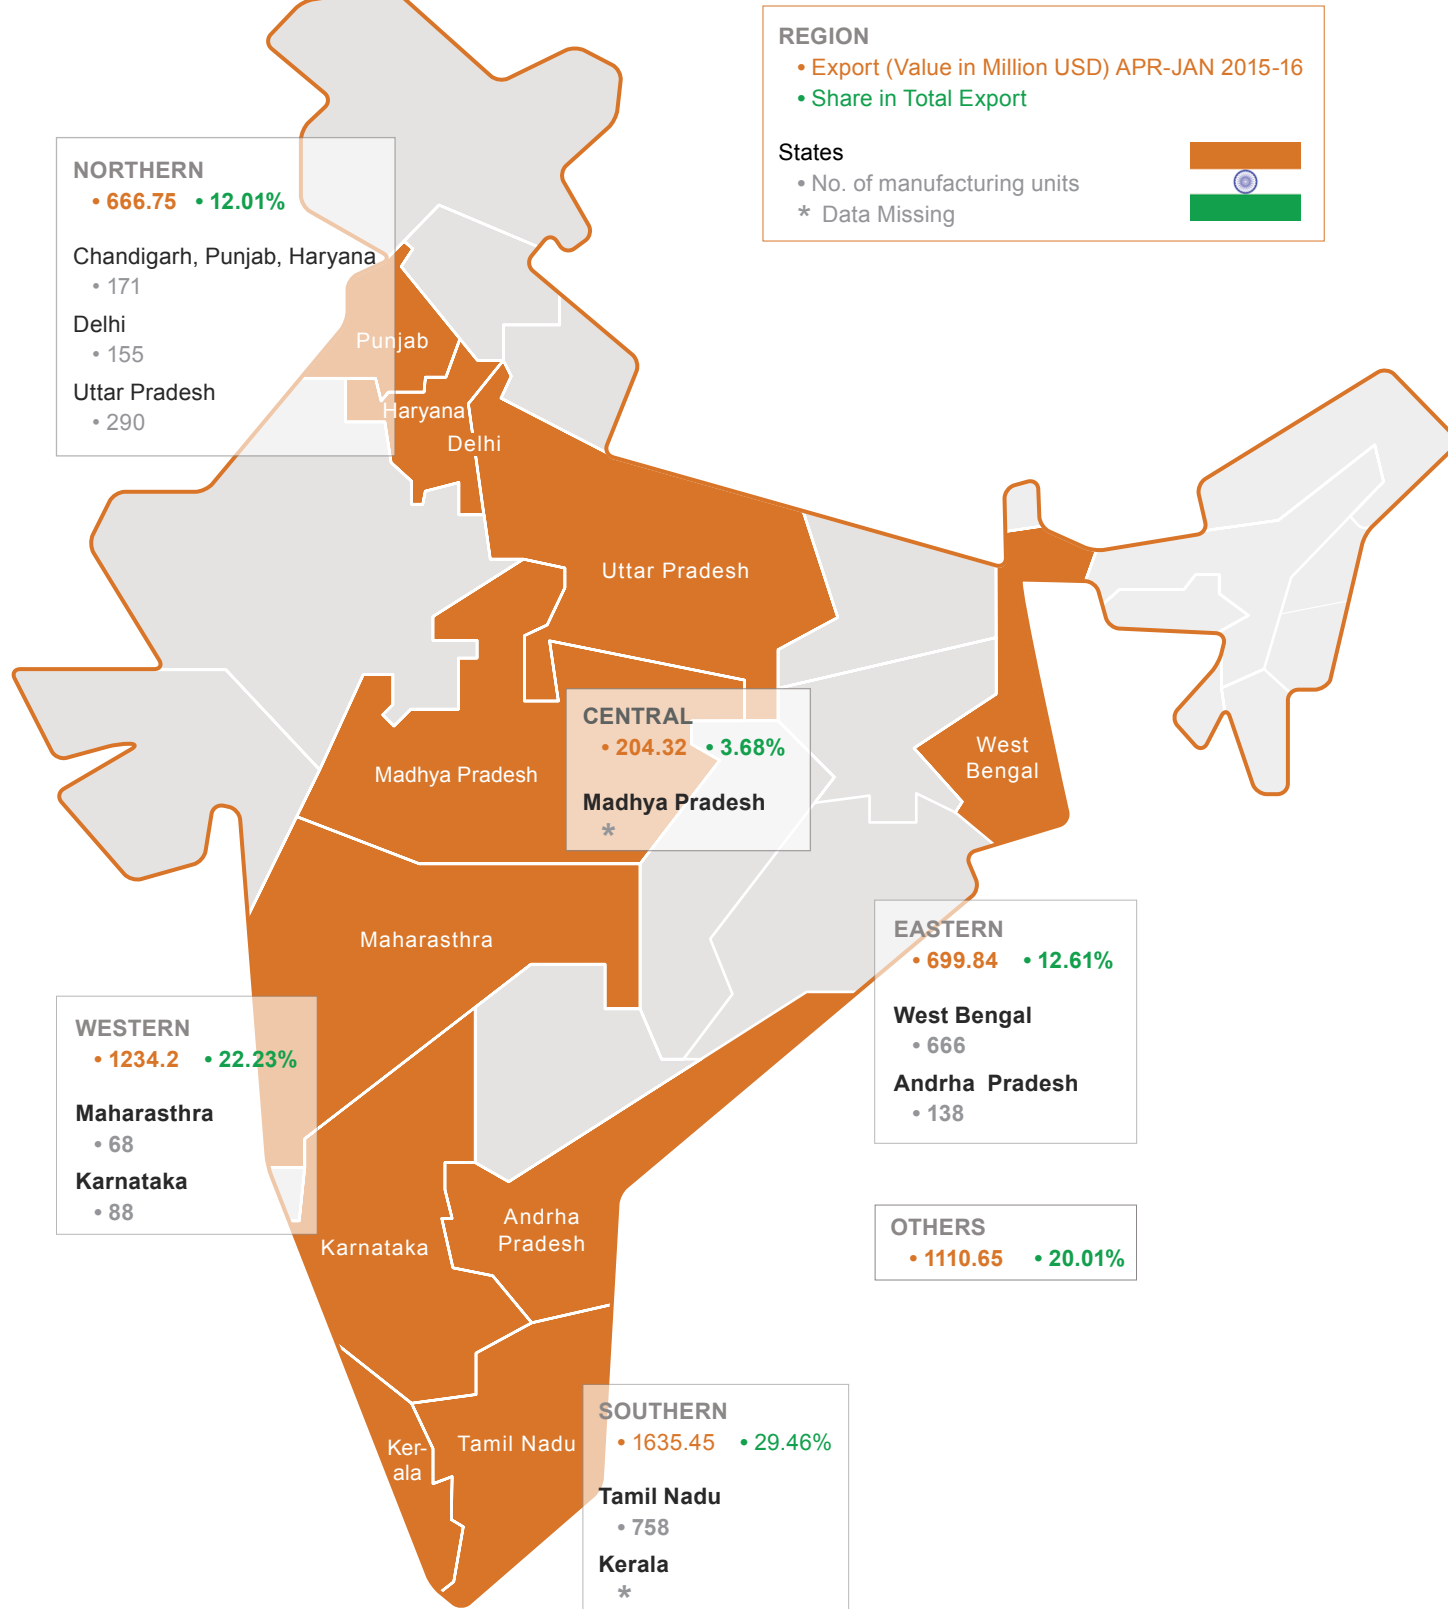 REGION
• Export (Value in Million USD) APR-JAN 2015-16
• Share in Total Export
States
• No. of manufacturing units
* Data Missing
NORTHERN
• 666.75 • 12.01%
Chandigarh, Punjab, Haryana
• 171
Delhi
• 155
Uttar Pradesh
• 290
Punjab
Haryana
Delhi
Uttar Pradesh
CENTRAL
• 204.32 • 3.68%
Madhya Pradesh
*
Madhya Pradesh
West
Bengal
Maharasthra
EASTERN
• 699.84 • 12.61%
West Bengal
• 666
Andrha Pradesh
• 138
WESTERN
• 1234.2 • 22.23%
Maharasthra
• 68
Karnataka
• 88
Karnataka
Andrha
Pradesh
OTHERS
• 1110.65 • 20.01%
Ker-
ala
Tamil Nadu
SOUTHERN
• 1635.45 • 29.46%
Tamil Nadu
• 758
Kerala
*